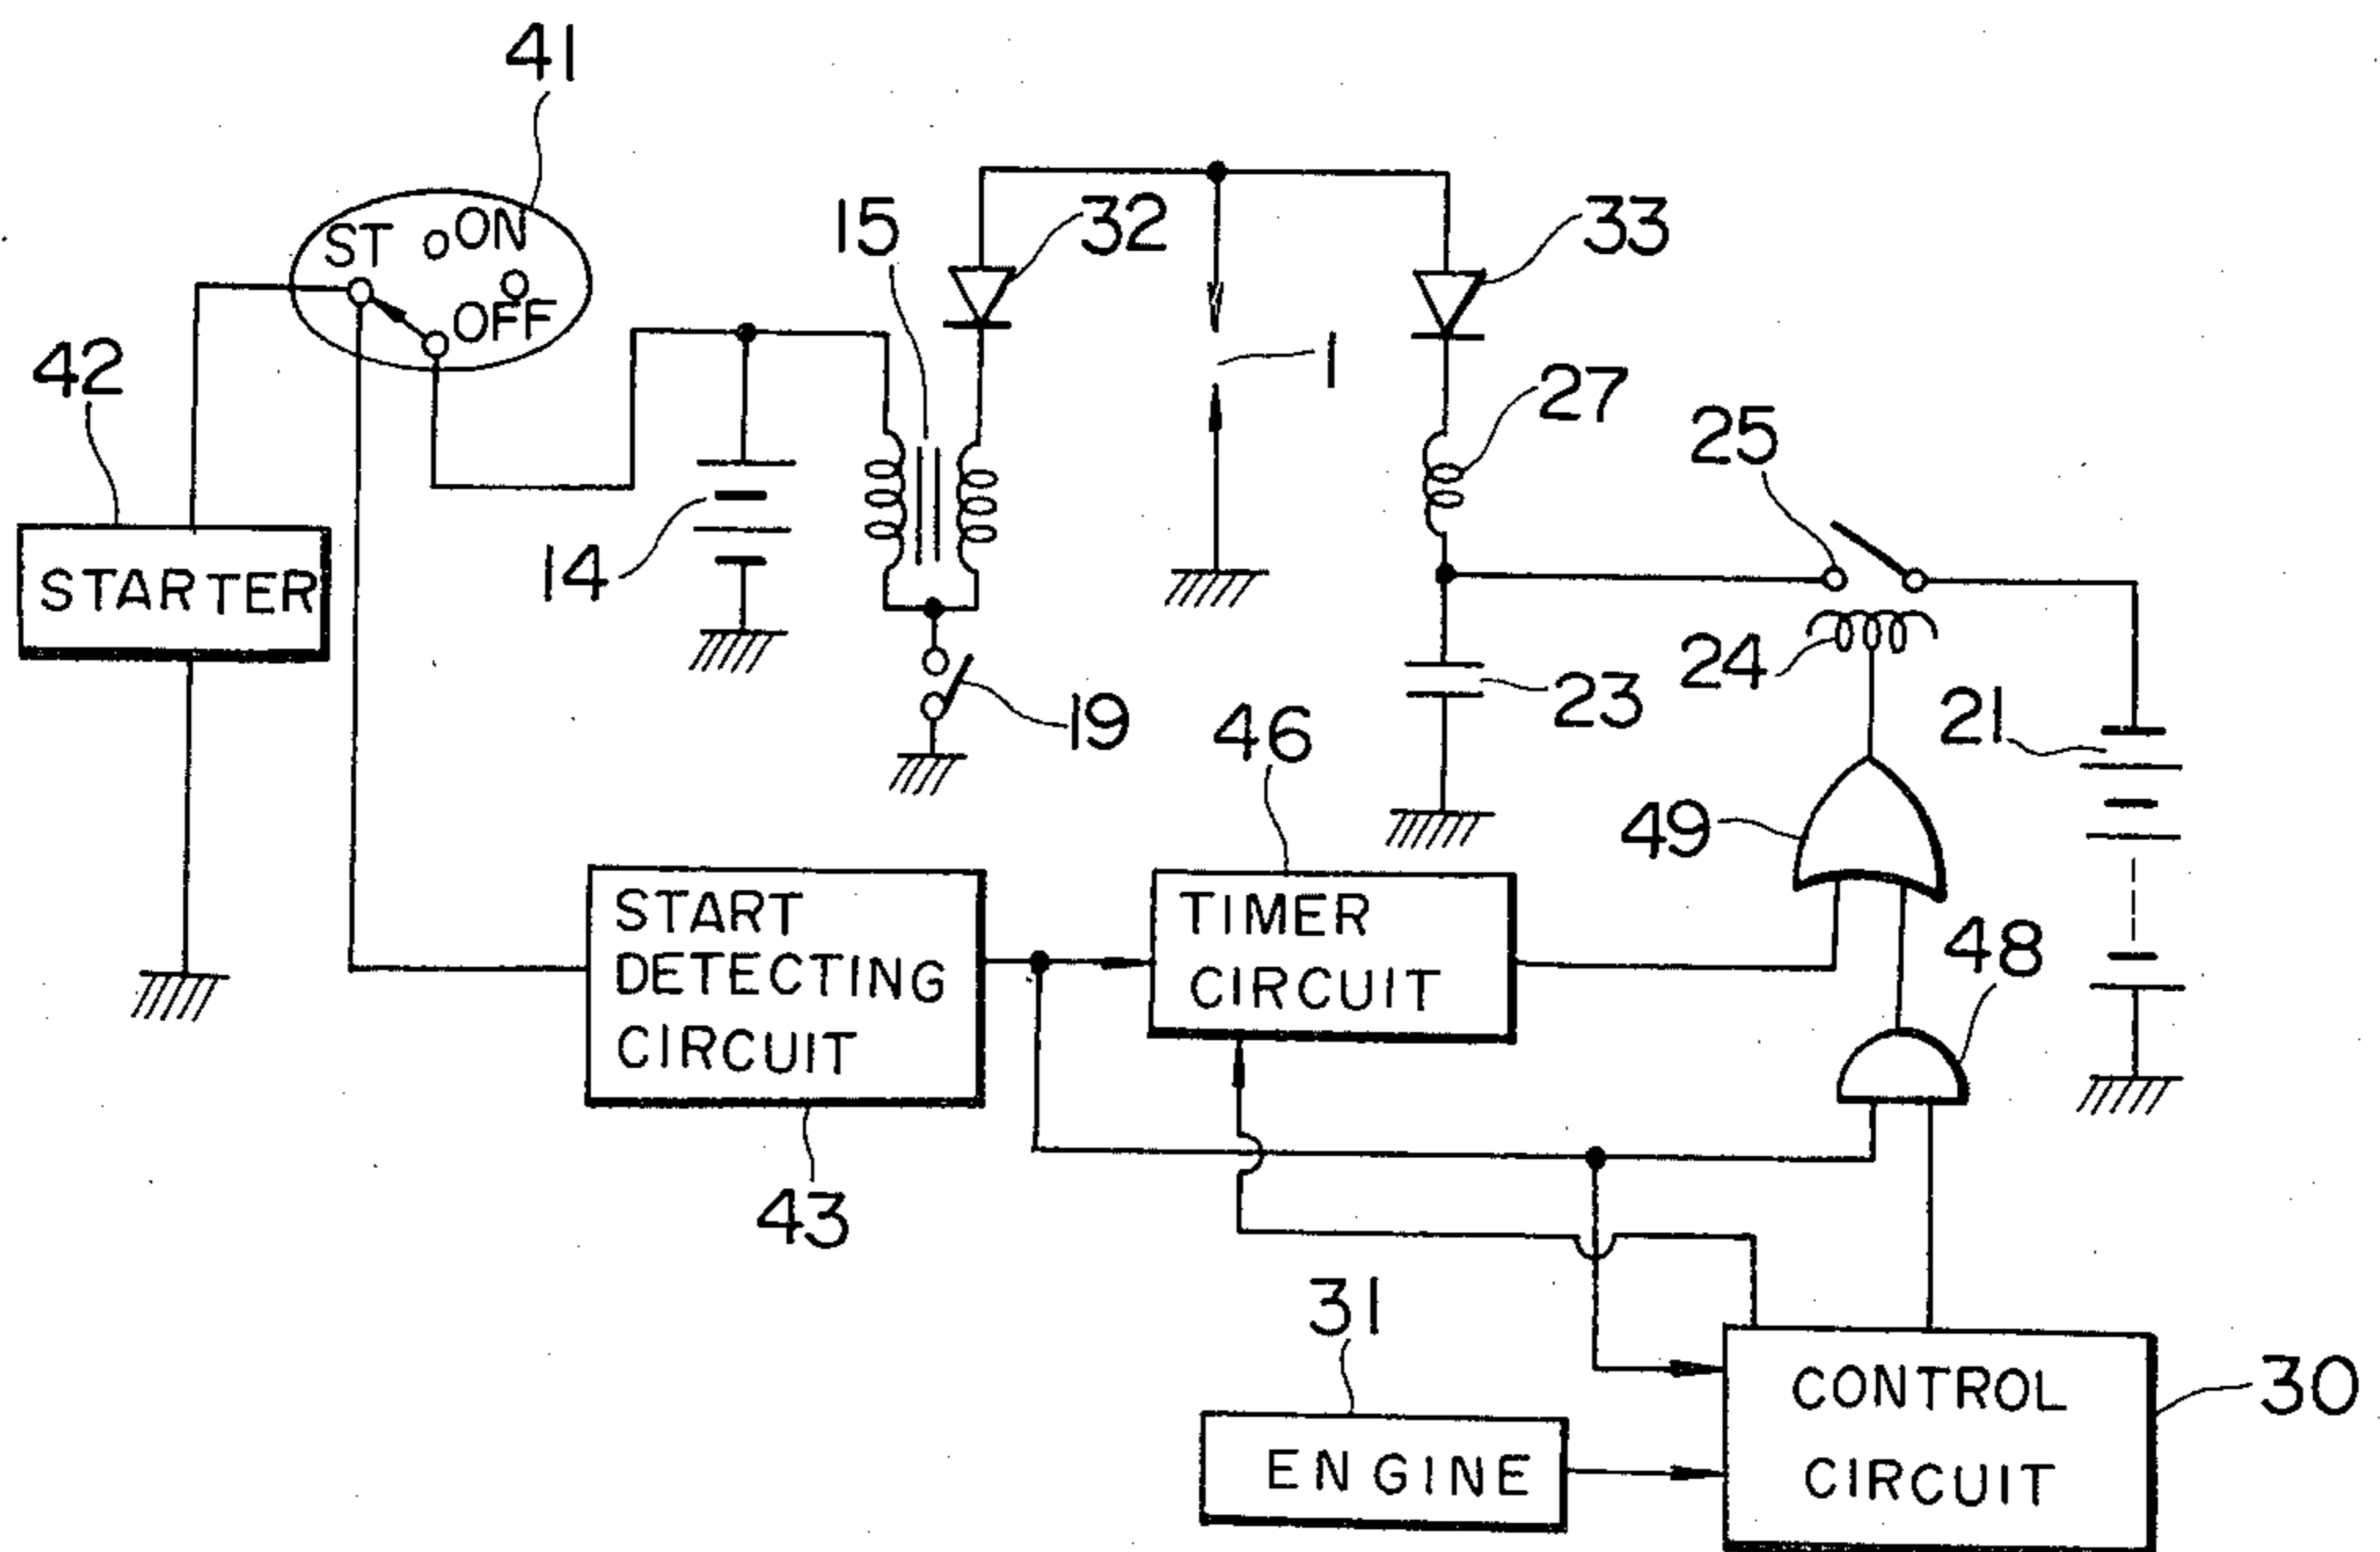 41
ST
ON
OFF
15
32
33
42
1
27
25
STARTER
14
24
23
21
19
46
49
START
DETECTING
CIRCUIT
TIMER
CIRCUIT
48
43
31
CONTROL
CIRCUIT
30
ENGINE